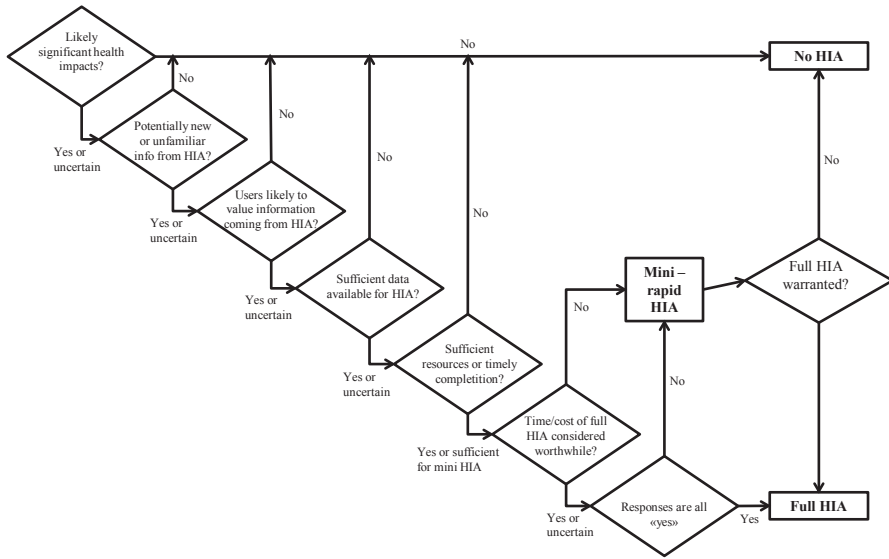 Likely
significant health
impacts?
No
No HIA
No
Yes or
uncertain
Potentially new
or unfamiliar
info from HIA?
No
Yes or
uncertain
Users likely to
value information
coming from HIA?
No
Yes or
uncertain
Sufficient data
available for HIA?
No
Yes or
uncertain
Sufficient
resources or timely
completition?
No
Yes or sufficient
for mini HIA
Time/cost of full
HIA considered
worthwhile?
No
Mini –
rapid
HIA
Full HIA
warranted?
No
Yes or
uncertain
Responses are all
«yes»
Yes
Full HIA